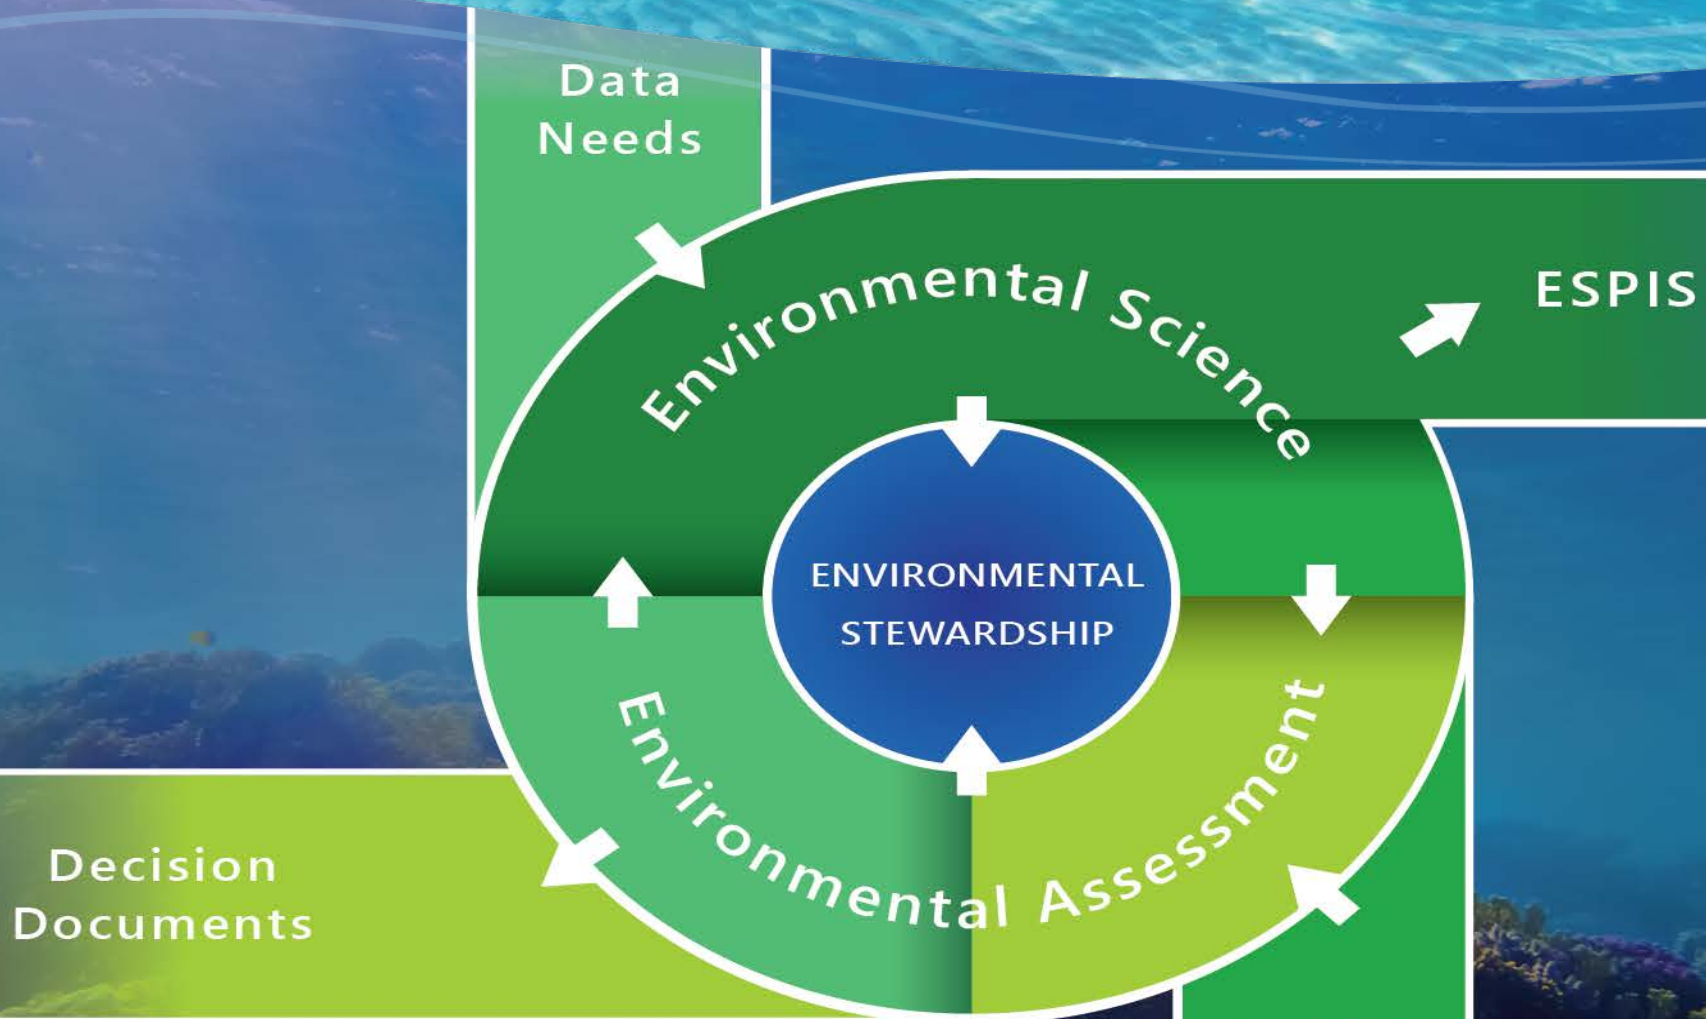 Data
Needs
Environmental Science
ESPIS
ENVIRONMENTAL
STEWARDSHIP
Environmental Assessment
Decision
Documents